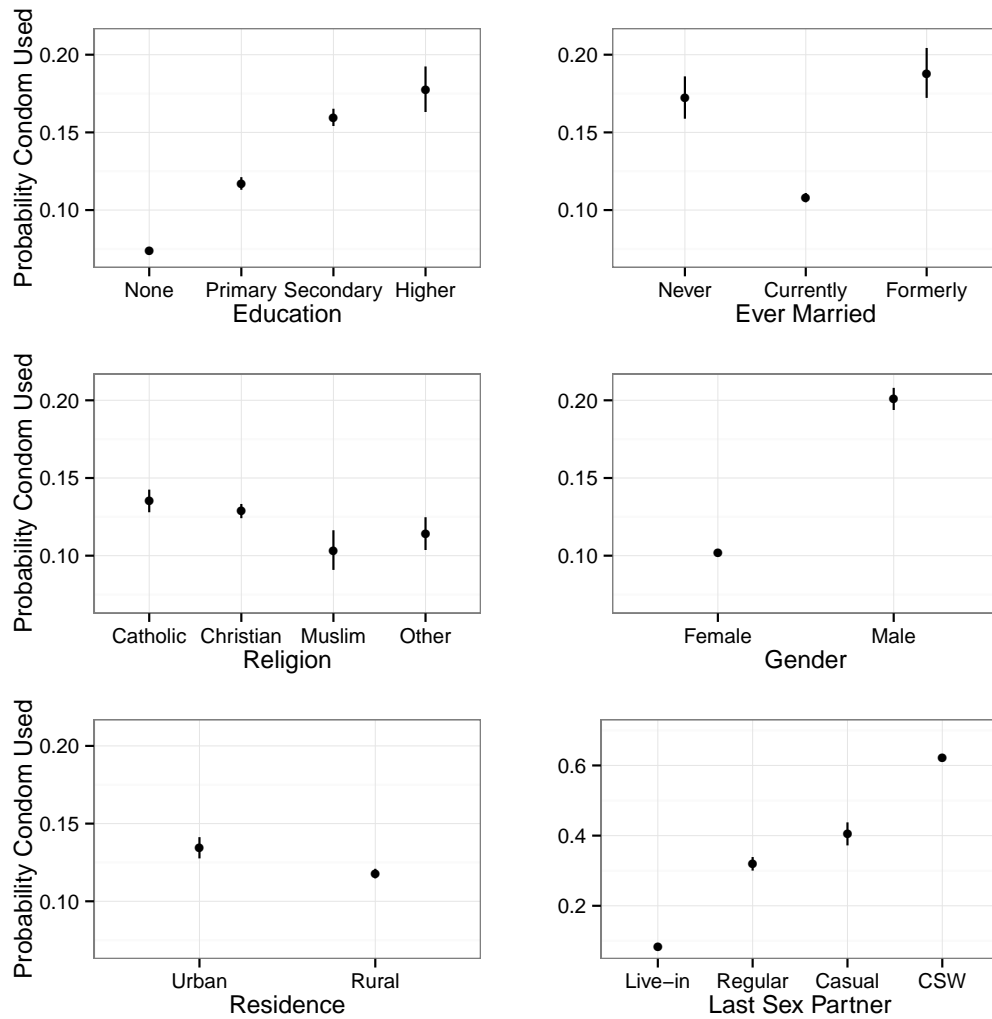 Probability Condom Used
0.20
0.15
0.10
None Primary Secondary Higher
Education
0.20
0.15
0.10
Never Currently Formerly
Ever Married
Probability Condom Used
0.20
0.15
0.10
Catholic Christian Muslim Other
Religion
0.20
0.15
0.10
Female Male
Gender
Probability Condom Used
0.20
0.15
0.10
Urban Rural
Residence
0.6
0.4
0.2
Live−in Regular Casual CSW
Last Sex Partner